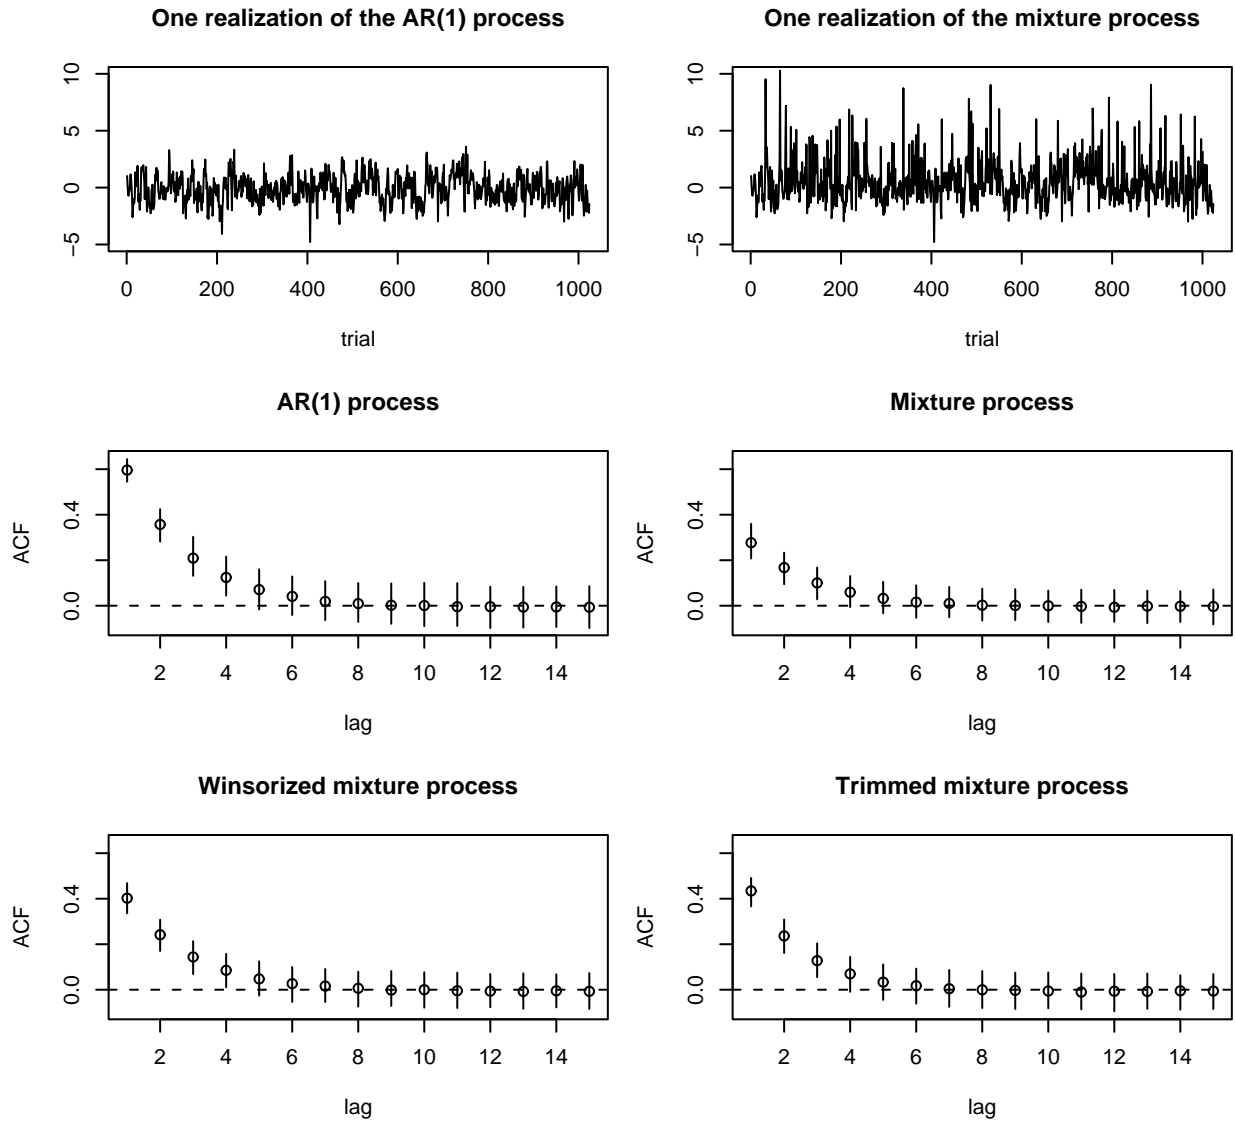 One realization of the AR(1) process
One realization of the mixture process
10
5
0
−5
0 200 400 600 800 1000
trial
10
5
0
−5
0 200 400 600 800 1000
trial
AR(1) process
Mixture process
ACF
0.4
0.0
2 4 6 8 10 12 14
lag
ACF
0.4
0.0
2 4 6 8 10 12 14
lag
Winsorized mixture process
Trimmed mixture process
ACF
0.4
0.0
2 4 6 8 10 12 14
lag
ACF
0.4
0.0
2 4 6 8 10 12 14
lag